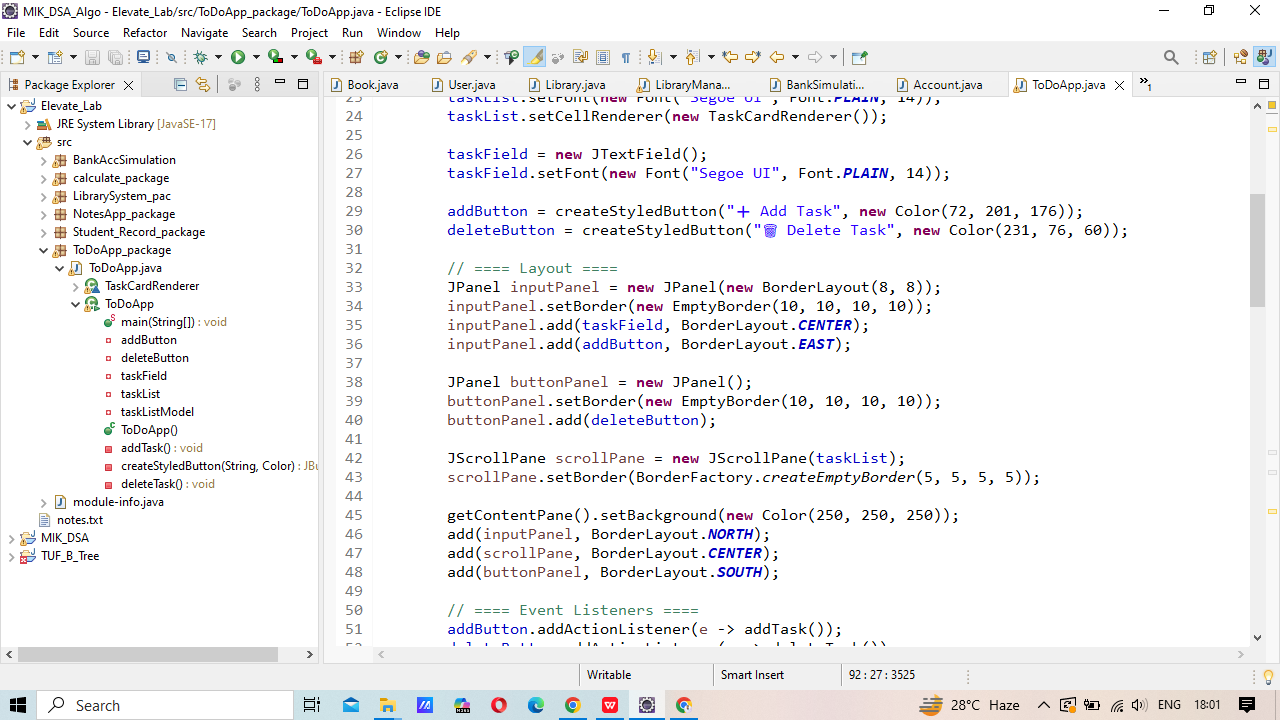 MIK_DSA_Algo - Elevate_Lab/src/ToDoApp_package/ToDoApp.java - Eclipse IDE
File Edit Source Refactor Navigate Search Project Run Window Help
Package Explorer
Book.java User.java Library.java LibraryMana... BankSimulati... Account.java ToDoApp.java »1
Elevate_Lab
JRE System Library [JavaSE-17]
src
BankAccSimulation
calculate_package
LibrarySystem_pac
NotesApp_package
Student_Record_package
ToDoApp_package
ToDoApp.java
TaskCardRenderer
ToDoApp
main(String[]) : void
addButton
deleteButton
taskField
taskList
taskListModel
ToDoApp()
addTask() : void
createStyledButton(String, Color) : JBu
deleteTask() : void
module-info.java
notes.txt
MIK_DSA
TUF_B_Tree
23 taskList.setFont(new Font("Segoe UI", Font.PLAIN, 14));
24 taskList.setCellRenderer(new TaskCardRenderer());
25
26 taskField = new JTextField();
27 taskField.setFont(new Font("Segoe UI", Font.PLAIN, 14));
28
29 addButton = createStyledButton("➕ Add Task", new Color(72, 201, 176));
30 deleteButton = createStyledButton("🗑 Delete Task", new Color(231, 76, 60));
31
32 // ==== Layout ====
33 JPanel inputPanel = new JPanel(new BorderLayout(8, 8));
34 inputPanel.setBorder(new EmptyBorder(10, 10, 10, 10));
35 inputPanel.add(taskField, BorderLayout.CENTER);
36 inputPanel.add(addButton, BorderLayout.EAST);
37
38 JPanel buttonPanel = new JPanel();
39 buttonPanel.setBorder(new EmptyBorder(10, 10, 10, 10));
40 buttonPanel.add(deleteButton);
41
42 JScrollPane scrollPane = new JScrollPane(taskList);
43 scrollPane.setBorder(BorderFactory.createEmptyBorder(5, 5, 5, 5));
44
45 getContentPane().setBackground(new Color(250, 250, 250));
46 add(inputPanel, BorderLayout.NORTH);
47 add(scrollPane, BorderLayout.CENTER);
48 add(buttonPanel, BorderLayout.SOUTH);
49
50 // ==== Event Listeners ====
51 addButton.addActionListener(e -> addTask());
Writable Smart Insert 92 : 27 : 3525
Search 28°C Haze ENG 18:01